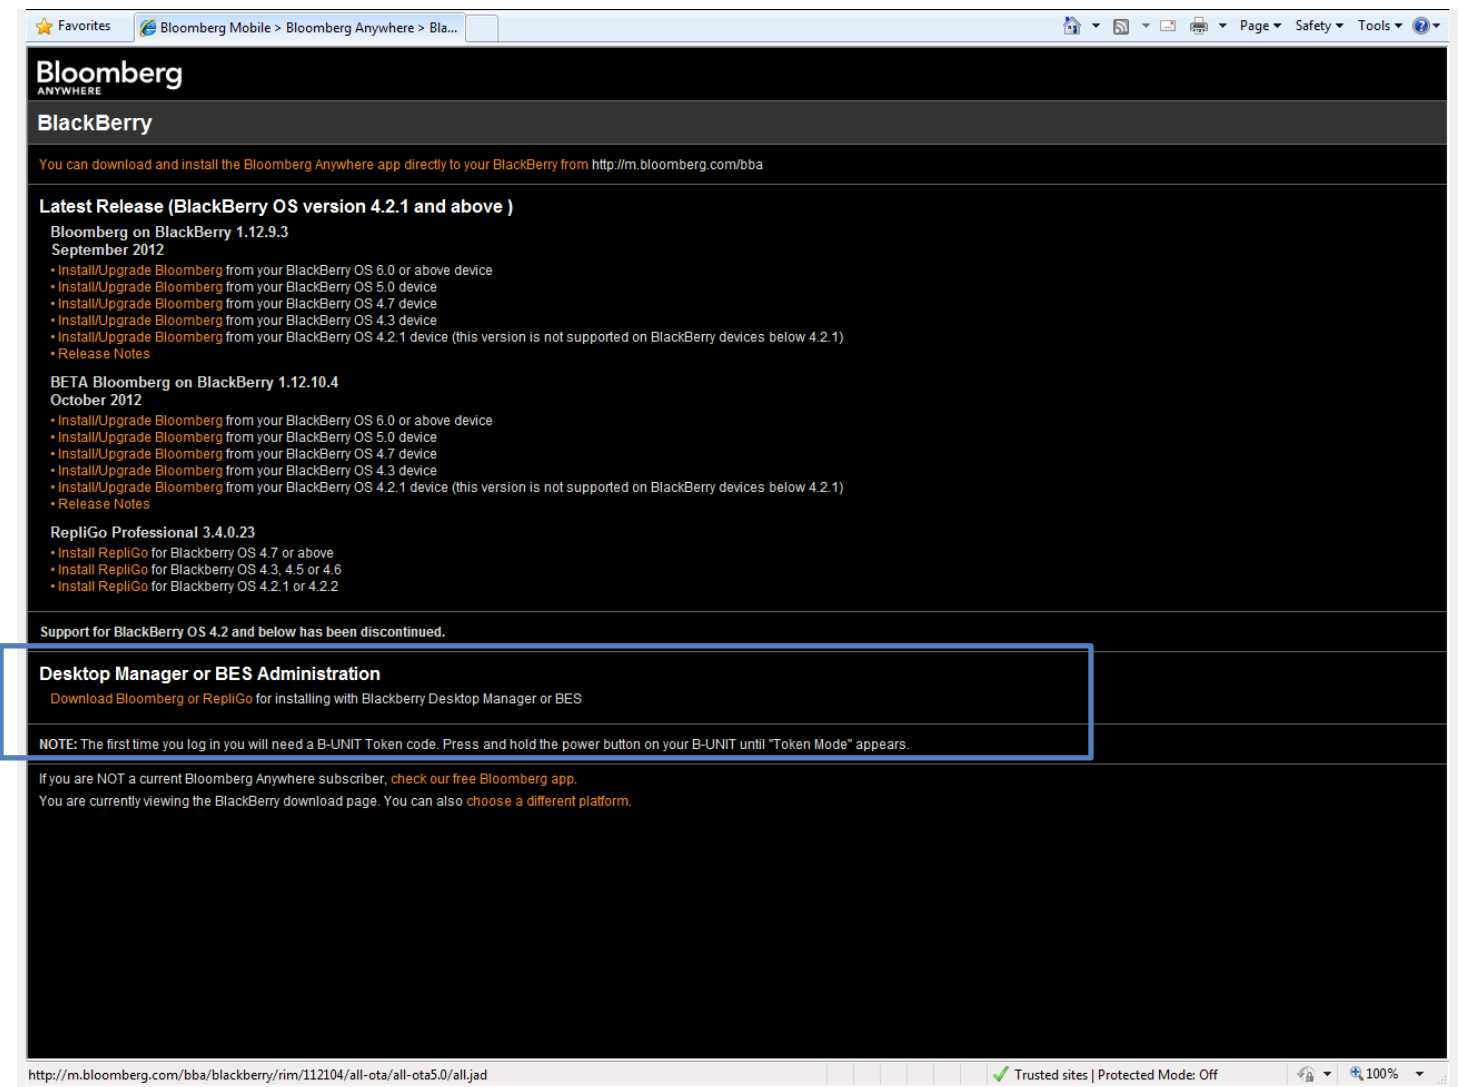 Favorites
Bloomberg Mobile > Bloomberg Anywhere > Bla...
Page
Safety
Tools
Bloomberg
ANYWHERE
BlackBerry
You can download and install the Bloomberg Anywhere app directly to your BlackBerry from http://m.bloomberg.com/bba
Latest Release (BlackBerry OS version 4.2.1 and above )
Bloomberg on BlackBerry 1.12.9.3
September 2012
• Install/Upgrade Bloomberg from your BlackBerry OS 6.0 or above device
• Install/Upgrade Bloomberg from your BlackBerry OS 5.0 device
• Install/Upgrade Bloomberg from your BlackBerry OS 4.7 device
• Install/Upgrade Bloomberg from your BlackBerry OS 4.3 device
• Install/Upgrade Bloomberg from your BlackBerry OS 4.2.1 device (this version is not supported on BlackBerry devices below 4.2.1)
• Release Notes
BETA Bloomberg on BlackBerry 1.12.10.4
October 2012
• Install/Upgrade Bloomberg from your BlackBerry OS 6.0 or above device
• Install/Upgrade Bloomberg from your BlackBerry OS 5.0 device
• Install/Upgrade Bloomberg from your BlackBerry OS 4.7 device
• Install/Upgrade Bloomberg from your BlackBerry OS 4.3 device
• Install/Upgrade Bloomberg from your BlackBerry OS 4.2.1 device (this version is not supported on BlackBerry devices below 4.2.1)
• Release Notes
RepliGo Professional 3.4.0.23
• Install RepliGo for Blackberry OS 4.7 or above
• Install RepliGo for Blackberry OS 4.3, 4.5 or 4.6
• Install RepliGo for Blackberry OS 4.2.1 or 4.2.2
Support for BlackBerry OS 4.2 and below has been discontinued.
Desktop Manager or BES Administration
Download Bloomberg or RepliGo for installing with Blackberry Desktop Manager or BES
NOTE: The first time you log in you will need a B-UNIT Token code. Press and hold the power button on your B-UNIT until "Token Mode" appears.
If you are NOT a current Bloomberg Anywhere subscriber, check our free Bloomberg app.
You are currently viewing the BlackBerry download page. You can also choose a different platform.
http://m.bloomberg.com/bba/blackberry/rim/112104/all-ota/all-ota5.0/all.jad
Trusted sites | Protected Mode: Off
100%